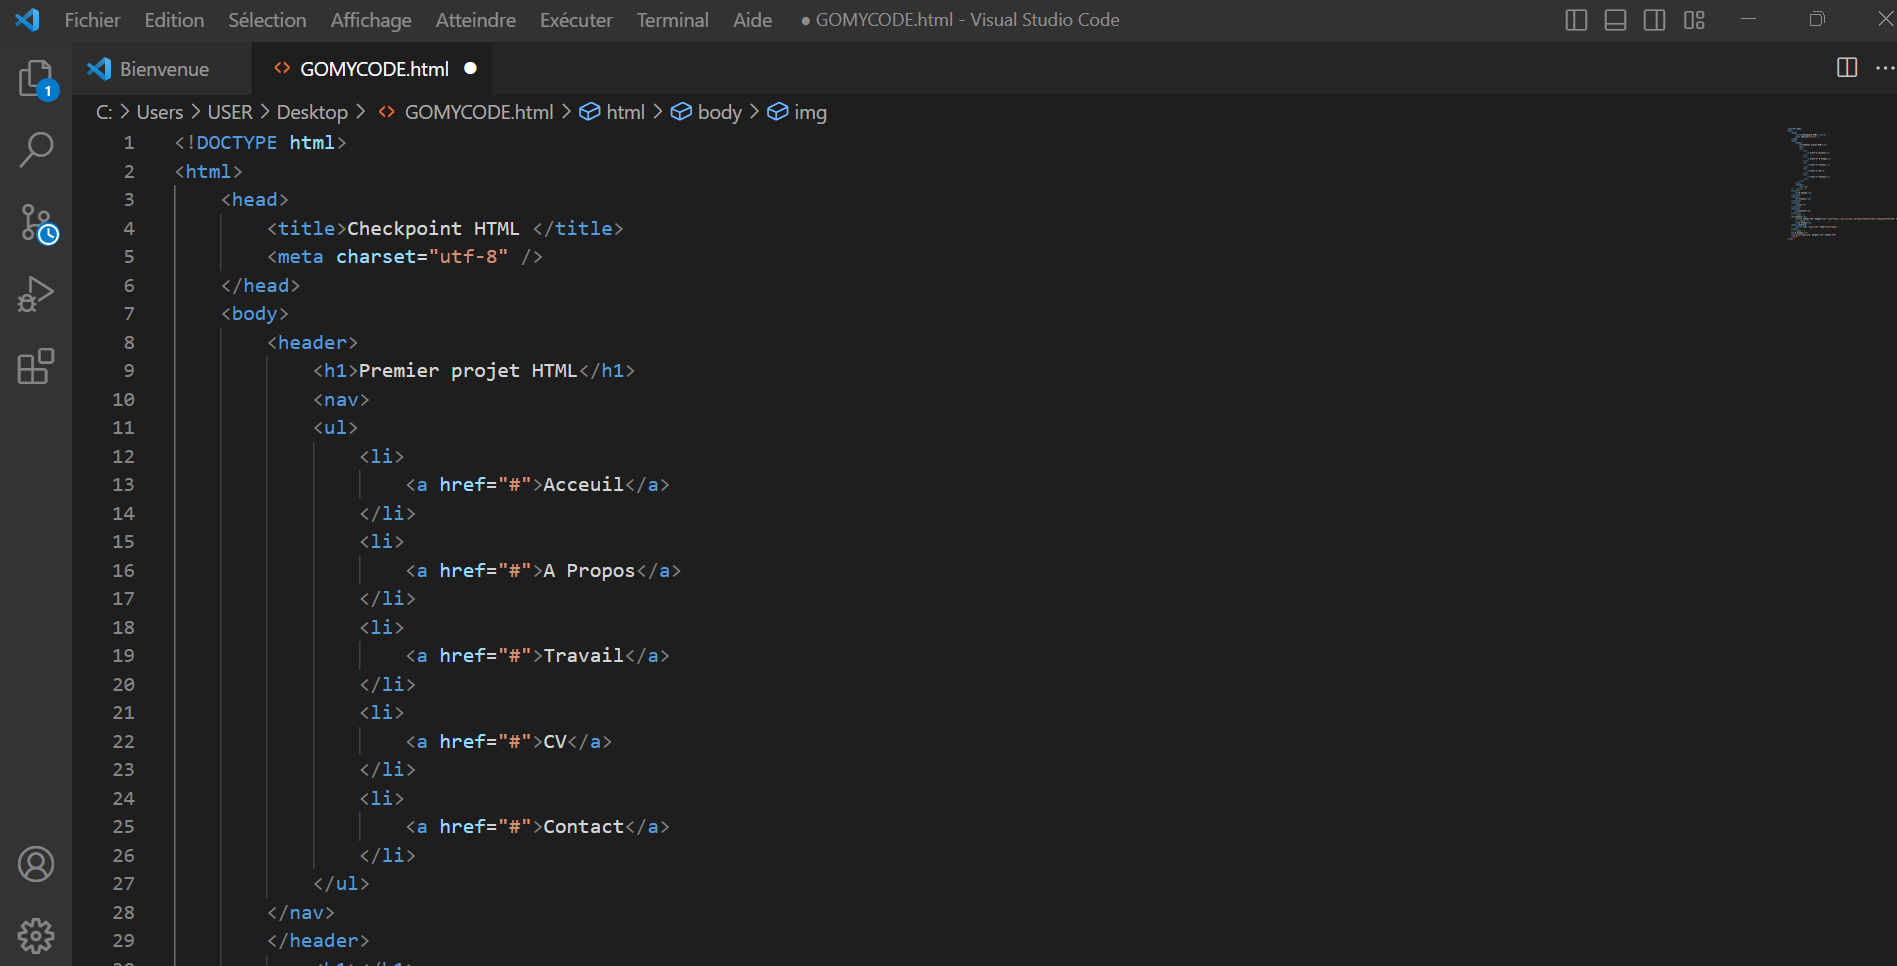 Fichier Edition Sélection Affichage Atteindre Exécuter Terminal Aide ● GOMYCODE.html - Visual Studio Code
Bienvenue GOMYCODE.html
1
C: > Users > USER > Desktop > GOMYCODE.html > html > body > img
1 <!DOCTYPE html>
2 <html>
3 <head>
4 <title>Checkpoint HTML </title>
5 <meta charset="utf-8" />
6 </head>
7 <body>
8 <header>
9 <h1>Premier projet HTML</h1>
10 <nav>
11 <ul>
12 <li>
13 <a href="#">Acceuil</a>
14 </li>
15 <li>
16 <a href="#">A Propos</a>
17 </li>
18 <li>
19 <a href="#">Travail</a>
20 </li>
21 <li>
22 <a href="#">CV</a>
23 </li>
24 <li>
25 <a href="#">Contact</a>
26 </li>
27 </ul>
28 </nav>
29 </header>